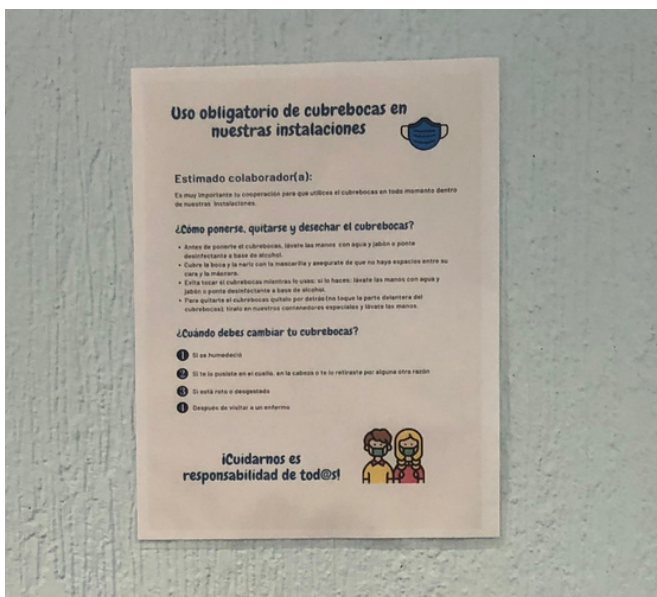 Uso obligatorio de cubrebocas en
nuestras instalaciones
Estimado colaborador(a):
Es muy importante tu cooperación para que utilices el cubrebocas en todo momento dentro
de nuestras instalaciones.
¿Cómo ponerse, quitarse y desechar el cubrebocas?
• Antes de ponerte el cubrebocas, lávate las manos con agua y jabón o ponte
desinfectante a base de alcohol.
• Cubre la boca y la nariz con la mascarilla y asegúrate de que no haya espacios entre su
cara y la máscara.
• Evita tocar el cubrebocas mientras lo uses; si lo haces: lávate las manos con agua y
jabón o ponte desinfectante a base de alcohol.
• Para quitarte el cubrebocas quítalo por detrás (no toque la parte delantera del
cubrebocas); tíralo en nuestros contenedores especiales y lávate las manos.
¿Cuándo debes cambiar tu cubrebocas?
1 Si se humedeció
2 Si te lo pusiste en el cuello, en la cabeza o te lo retiraste por alguna otra razón
3 Si está roto o desgastado
4 Después de visitar a un enfermo
¡Cuidarnos es
responsabilidad de tod@s!